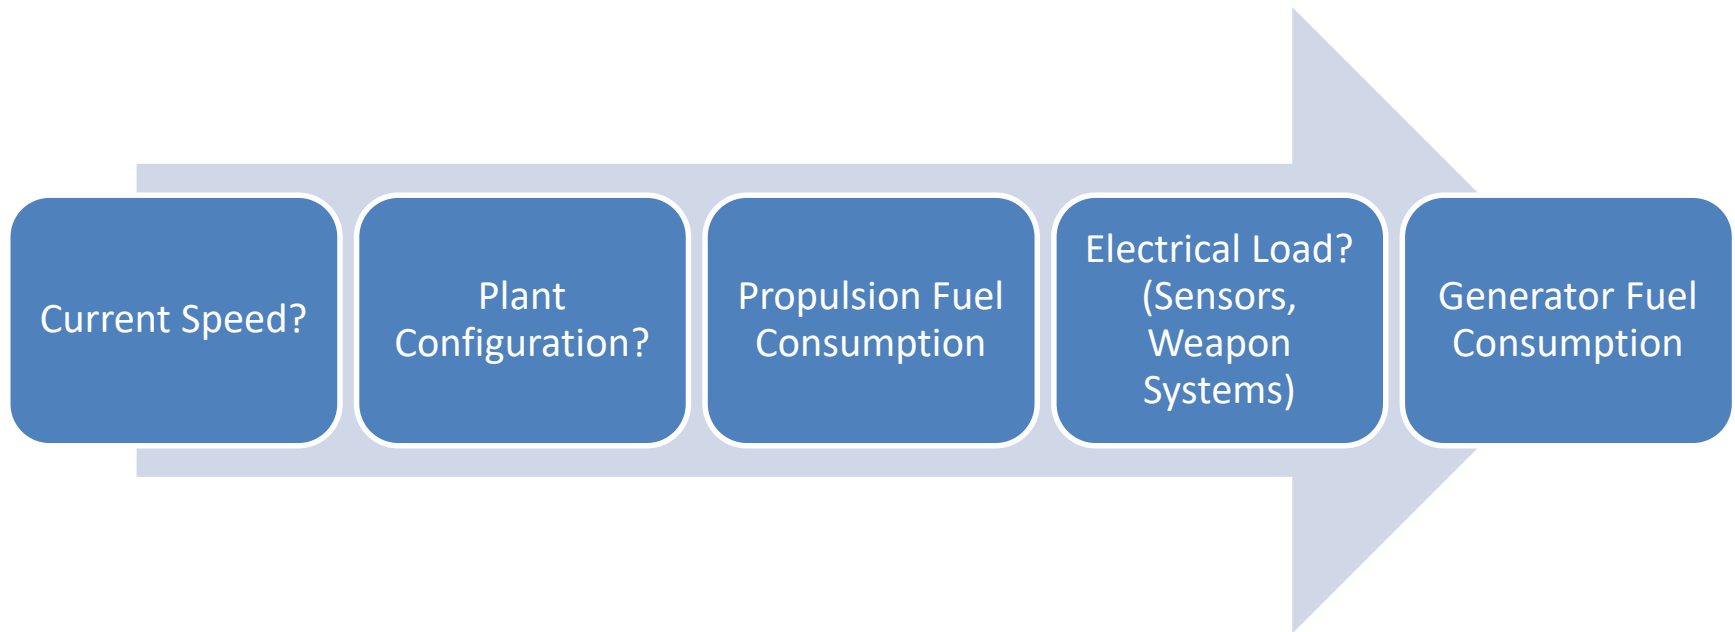 Current Speed?
Plant
Configuration?
Propulsion Fuel
Consumption
Electrical Load?
(Sensors,
Weapon
Systems)
Generator Fuel
Consumption